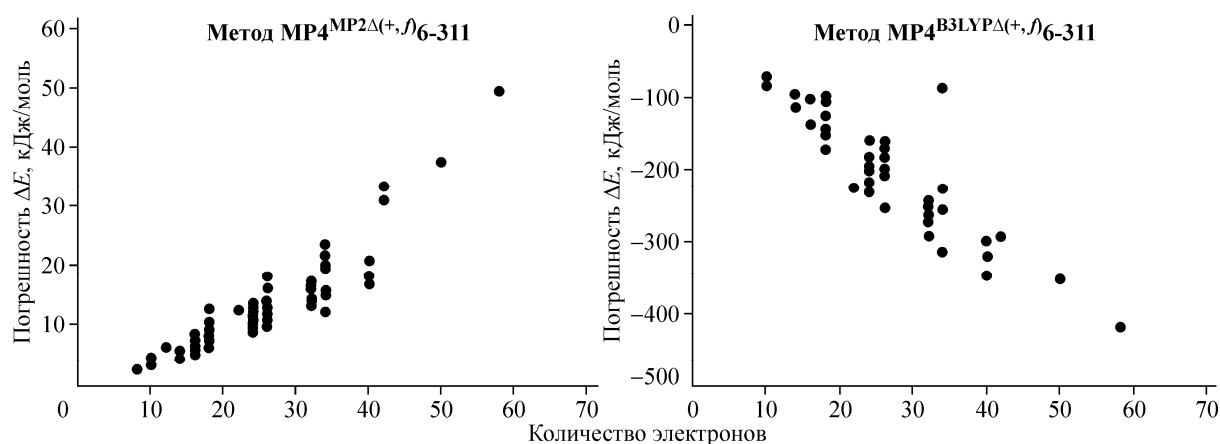 Метод MP4^MP2Δ(+, f)6-311
Погрешность ΔE, кДж/моль
60
50
40
30
20
10
0 10 20 30 40 50 60 70
Метод MP4^B3LYPΔ(+, f)6-311
Погрешность ΔE, кДж/моль
–0
–100
–200
–300
–400
–500
0 10 20 30 40 50 60 70
Количество электронов